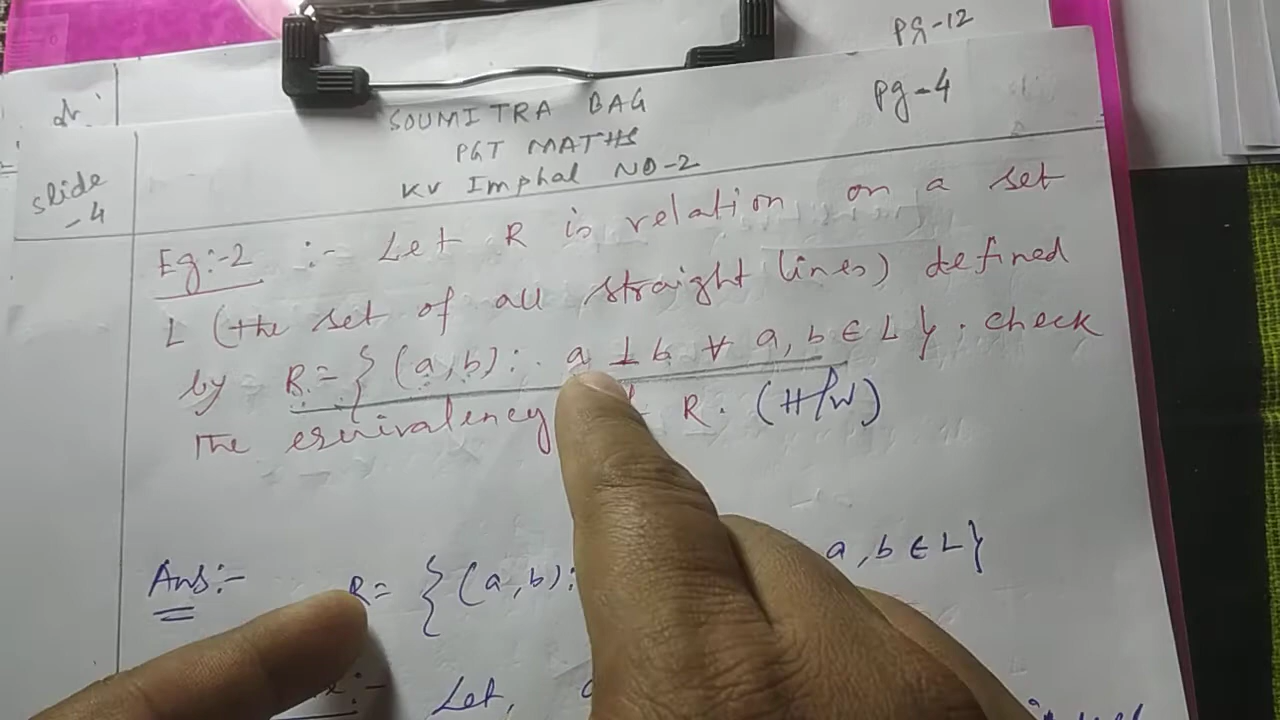 PG-12
SOUMITRA BAG
PGT MATHS
KV Imphal NO-2
Pg-4
slide
-4
Eg:-2 :- Let R is relation on a set
L (the set of all straight lines) defined
by R = { (a,b): a ⊥ b ∀ a, b ∈ L }. check
The equivalency R. (H/W)
Ans:- R = { (a,b): a, b ∈ L}
:- Let,